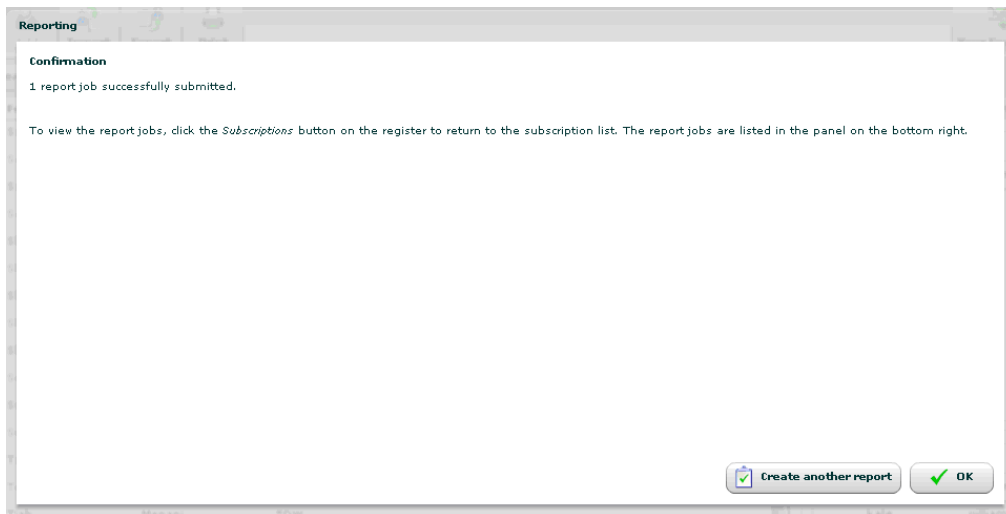 Reporting
Confirmation
1 report job successfully submitted.
To view the report jobs, click the Subscriptions button on the register to return to the subscription list. The report jobs are listed in the panel on the bottom right.
Create another report
OK